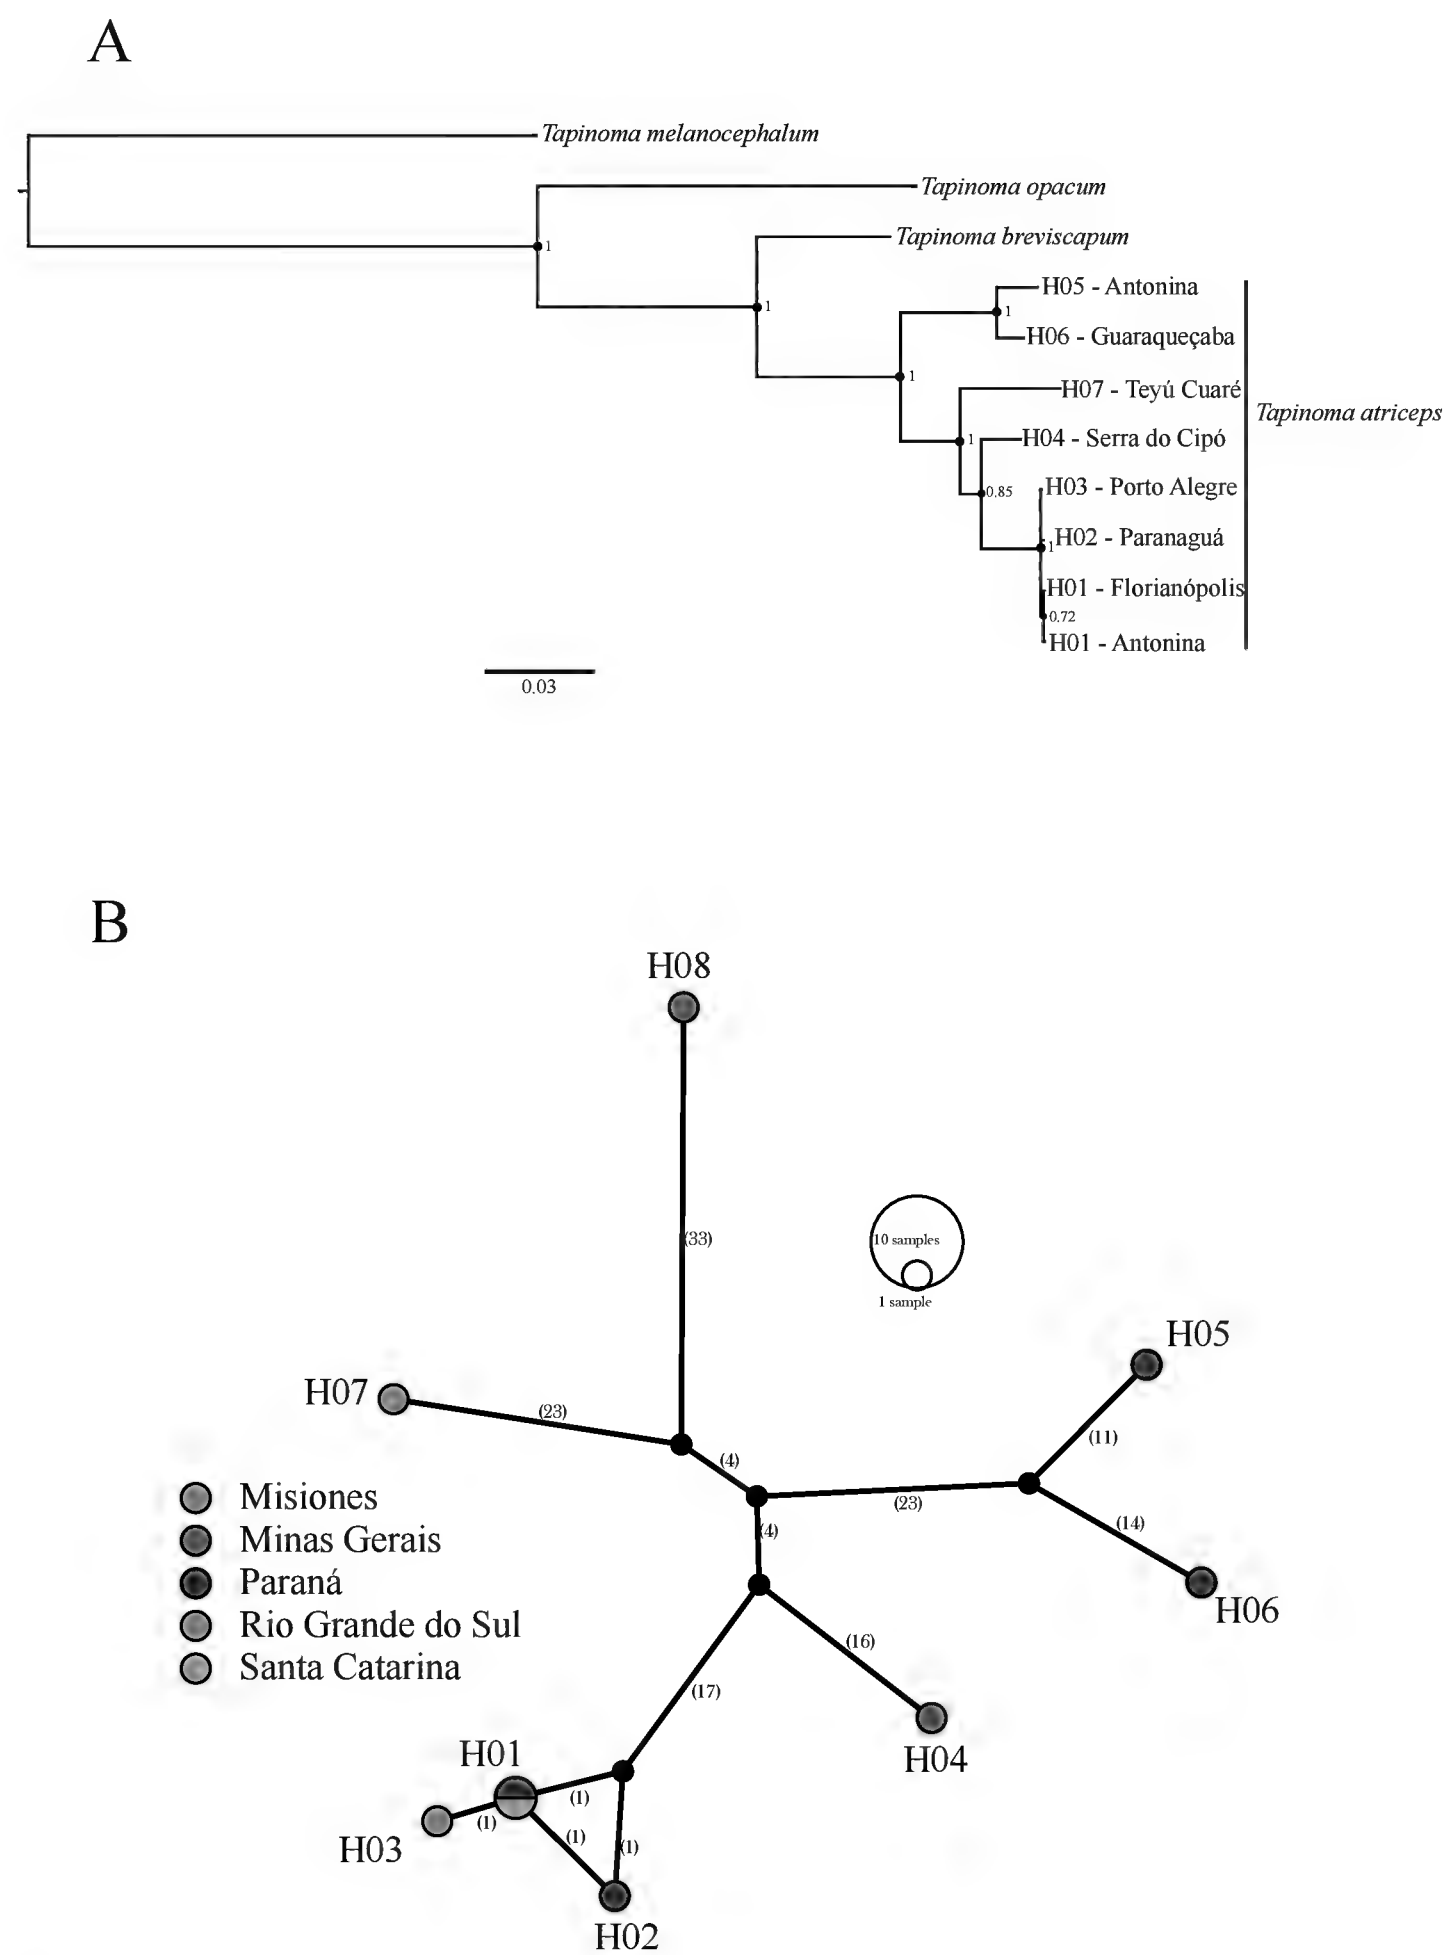 A
Tapinoma melanocephalum
1
Tapinoma opacum
1
Tapinoma breviscapum
1
H05 - Antonina
1
H06 - Guaraqueçaba
1
H07 - Teyú Cuaré
Tapinoma atriceps
1
H04 - Serra do Cipó
0.85
H03 - Porto Alegre
H02 - Paranaguá
1
H01 - Florianópolis
0.72
H01 - Antonina
0.03
B
H08
(33)
10 samples
1 sample
H05
H07
(23)
(11)
(4)
(23)
(4)
(14)
H06
Misiones
Minas Gerais
Paraná
Rio Grande do Sul
Santa Catarina
(16)
(17)
H04
H01
(1)
(1)
(1)
(1)
H03
H02